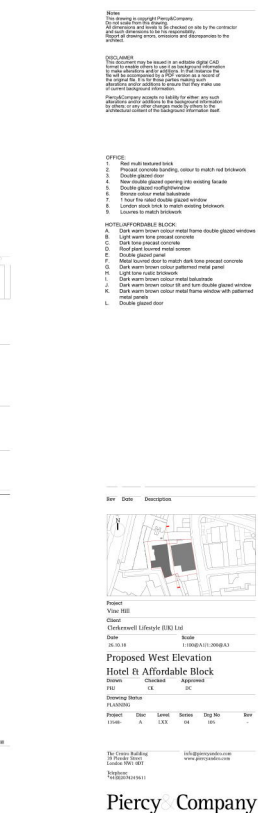 Notes
This drawing is copyright Piercy&Company.
Do not scale from this drawing.
All dimensions and levels to be checked on site by the contractor
and such dimensions to be his responsibility.
Report all drawing errors, omissions and discrepancies to the
architect.
DISCLAIMER
This document may be issued in an editable digital CAD
format to enable others to use it as background information
to make alterations and/or additions. In that instance the
file will be accompanied by a PDF version as a record of
the original file. It is for those parties making such
alterations and/or additions to ensure that they make use
of current background information.
Piercy&Company accepts no liability for either any such
alterations and/or additions to the background information
by others, or any other changes made by others to the
architectural content of the background information itself.
OFFICE:
1. Red multi textured brick
2. Precast concrete banding, colour to match red brickwork
3. Double glazed door
4. New double glazed opening into existing facade
5. Double glazed rooflight/window
6. Bronze colour metal balustrade
7. 1 hour fire rated double glazed window
8. London stock brick to match existing brickwork
9. Louvres to match brickwork
HOTEL/AFFORDABLE BLOCK:
A. Dark warm brown colour metal frame double glazed windows
B. Light warm tone precast concrete
C. Dark tone precast concrete
D. Roof plant louvred metal screen
E. Double glazed panel
F. Metal louvred door to match dark tone precast concrete
G. Dark warm brown colour patterned metal panel
H. Light tone rustic brickwork
I. Dark warm brown colour metal balustrade
J. Dark warm brown colour tilt and turn double glazed window
K. Dark warm brown colour metal frame window with patterned
metal panels
L. Double glazed door
Rev Date Description
N
Project
Vine Hill
Client
Clerkenwell Lifestyle (UK) Ltd
Date Scale
26.10.18 1:100@A1/1:200@A3
Proposed West Elevation
Hotel & Affordable Block
Drawn Checked Approved
PHJ CK DC
Drawing Status
PLANNING
Project Disc Level Series Drg No Rev
13540- A LXX 04 105 -
The Centro Building
39 Plender Street
London NW1 0DT
info@piercyandco.com
www.piercyandco.com
Telephone
Piercy & Company